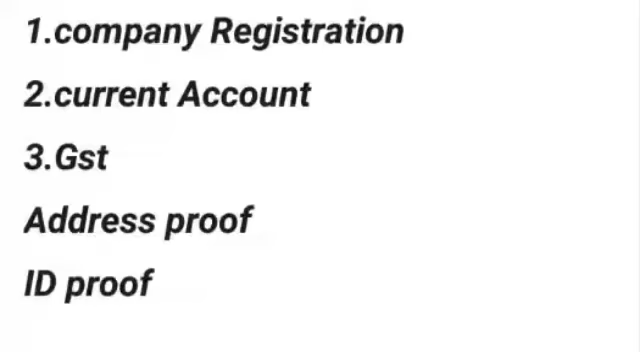 1.company Registration
2.current Account
3.Gst
Address proof
ID proof